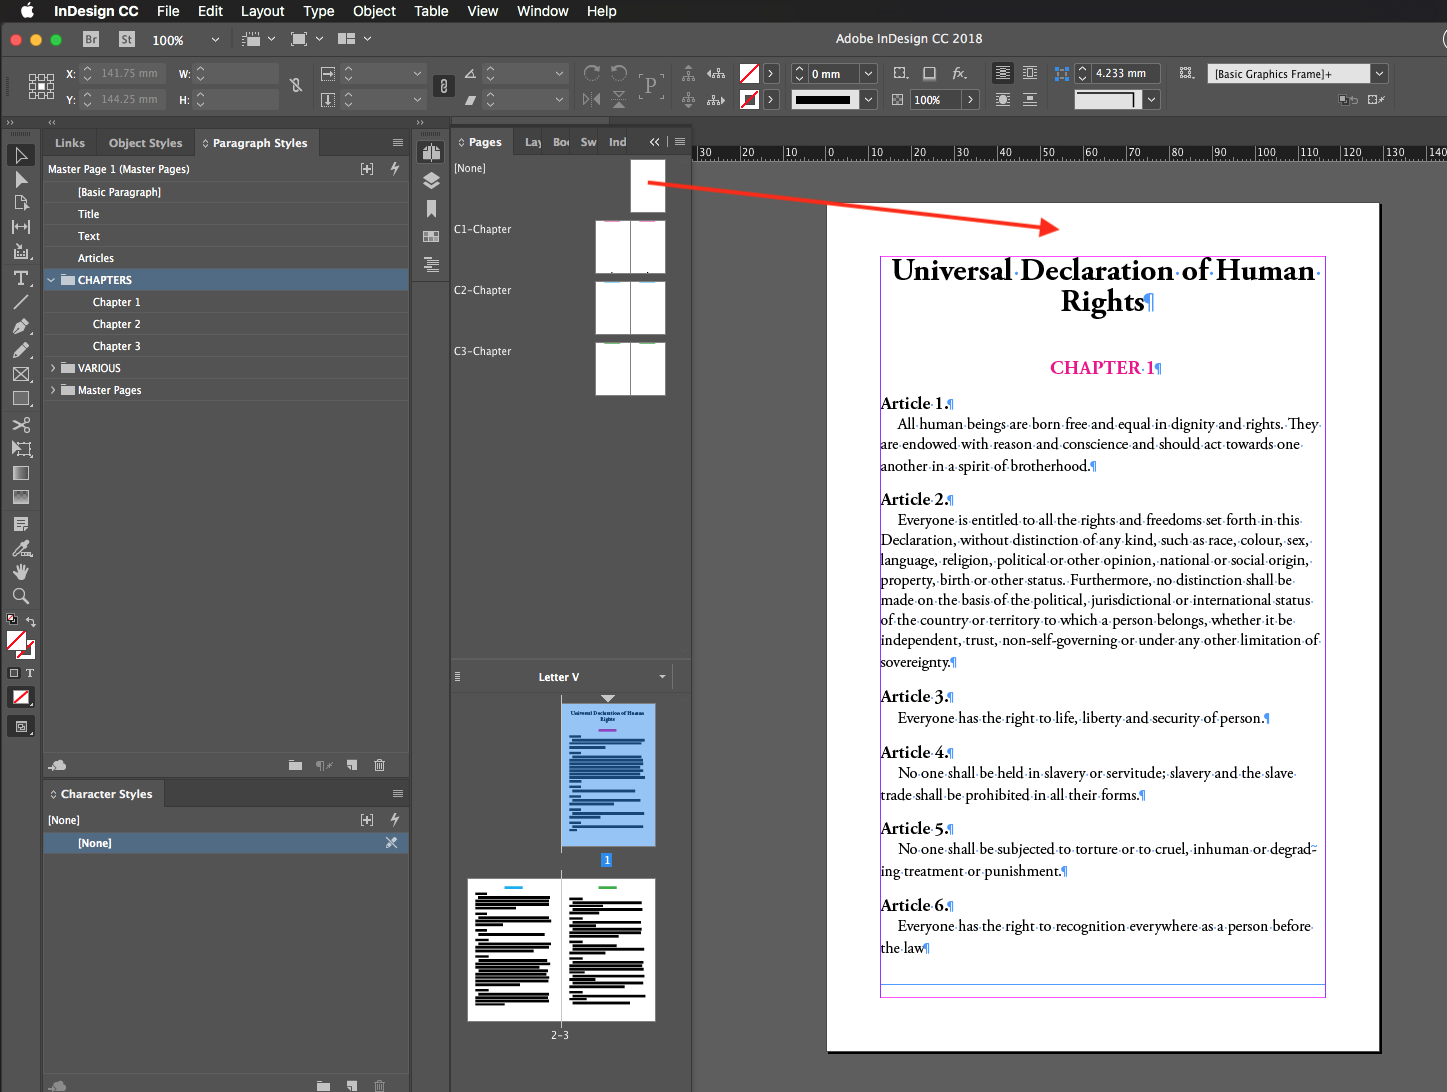 InDesign CC File Edit Layout Type Object Table View Window Help
Br St 100% Adobe InDesign CC 2018
X: 141.75 mm W: 0 mm 4.233 mm [Basic Graphics Frame]+
Y: 144.25 mm H: 100%
Links Object Styles Paragraph Styles
Master Page 1 (Master Pages)
[Basic Paragraph]
Title
Text
Articles
CHAPTERS
Chapter 1
Chapter 2
Chapter 3
VARIOUS
Master Pages
Character Styles
[None]
[None]
Pages Lay Boo Sw Ind
[None]
C1-Chapter
C2-Chapter
C3-Chapter
Letter V
Universal Declaration of Human
Rights
1
2-3
30 20 10 0 10 20 30 40 50 60 70 80 90 100 110 120 130 140
Universal Declaration of Human
Rights¶
CHAPTER 1¶
Article 1.¶
All human beings are born free and equal in dignity and rights. They
are endowed with reason and conscience and should act towards one
another in a spirit of brotherhood.¶
Article 2.¶
Everyone is entitled to all the rights and freedoms set forth in this
Declaration, without distinction of any kind, such as race, colour, sex,
language, religion, political or other opinion, national or social origin,
property, birth or other status. Furthermore, no distinction shall be
made on the basis of the political, jurisdictional or international status
of the country or territory to which a person belongs, whether it be
independent, trust, non-self-governing or under any other limitation of
sovereignty.¶
Article 3.¶
Everyone has the right to life, liberty and security of person.¶
Article 4.¶
No one shall be held in slavery or servitude; slavery and the slave
trade shall be prohibited in all their forms.¶
Article 5.¶
No one shall be subjected to torture or to cruel, inhuman or degrad-
ing treatment or punishment.¶
Article 6.¶
Everyone has the right to recognition everywhere as a person before
the law¶